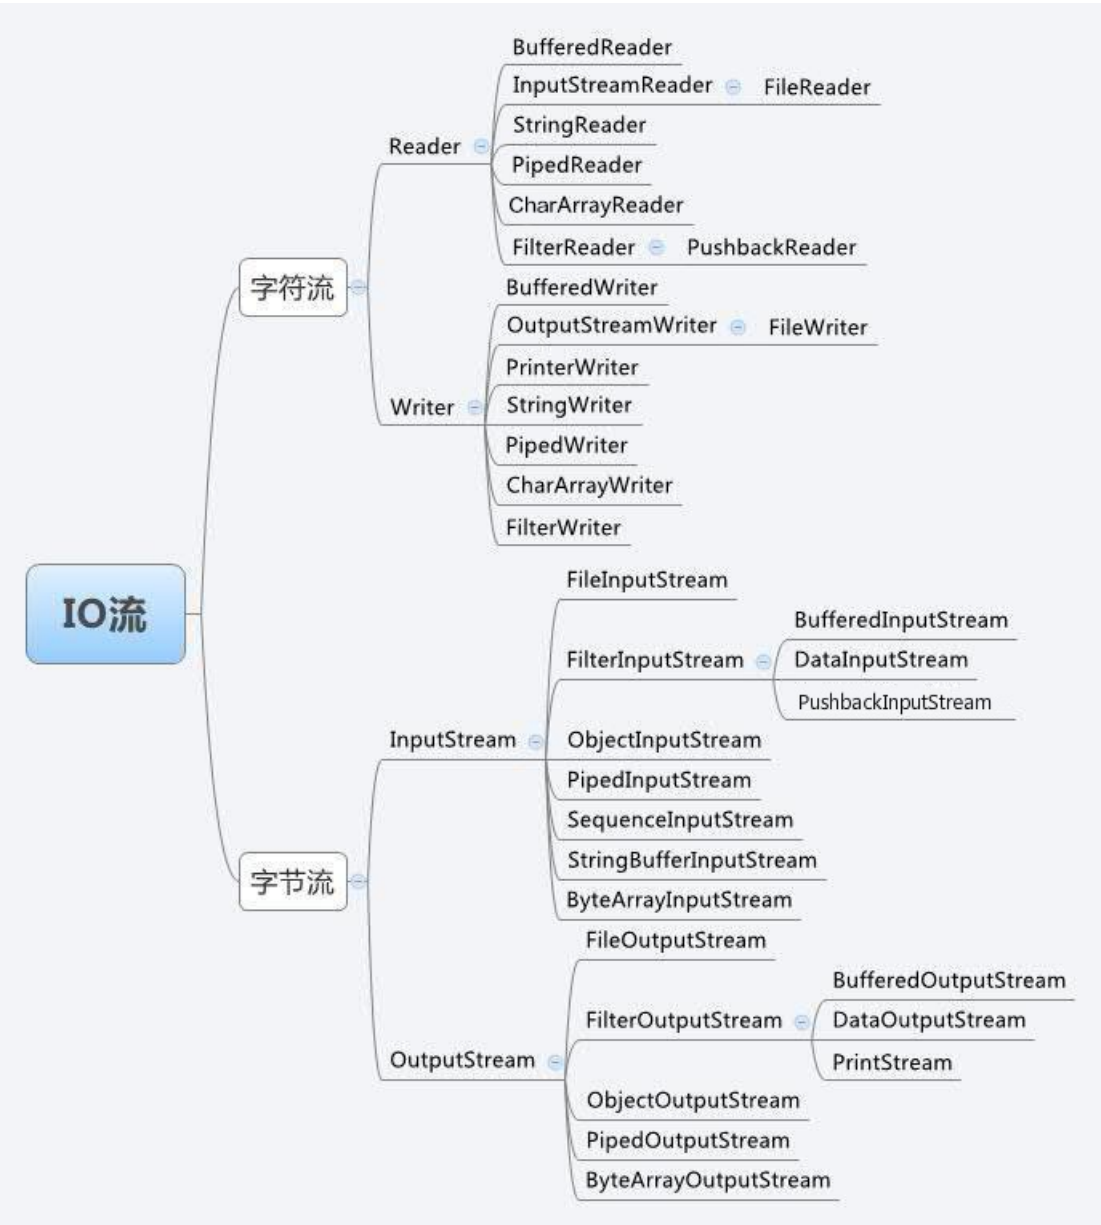 IO流
字符流
Reader
BufferedReader
InputStreamReader
FileReader
StringReader
PipedReader
CharArrayReader
FilterReader
PushbackReader
Writer
BufferedWriter
OutputStreamWriter
FileWriter
PrinterWriter
StringWriter
PipedWriter
CharArrayWriter
FilterWriter
字节流
InputStream
FileInputStream
FilterInputStream
BufferedInputStream
DataInputStream
PushbackInputStream
ObjectInputStream
PipedInputStream
SequenceInputStream
StringBufferInputStream
ByteArrayInputStream
OutputStream
FileOutputStream
FilterOutputStream
BufferedOutputStream
DataOutputStream
PrintStream
ObjectOutputStream
PipedOutputStream
ByteArrayOutputStream